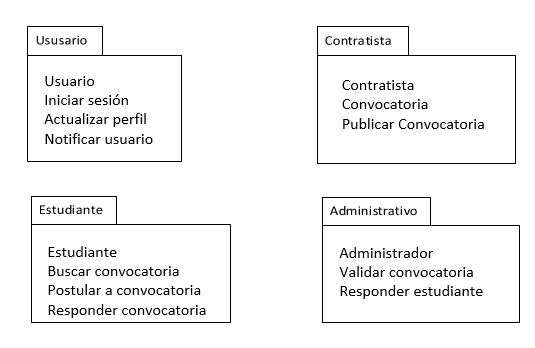 Ususario
Usuario
Iniciar sesión
Actualizar perfil
Notificar usuario
Contratista
Contratista
Convocatoria
Publicar Convocatoria
Estudiante
Estudiante
Buscar convocatoria
Postular a convocatoria
Responder convocatoria
Administrativo
Administrador
Validar convocatoria
Responder estudiante